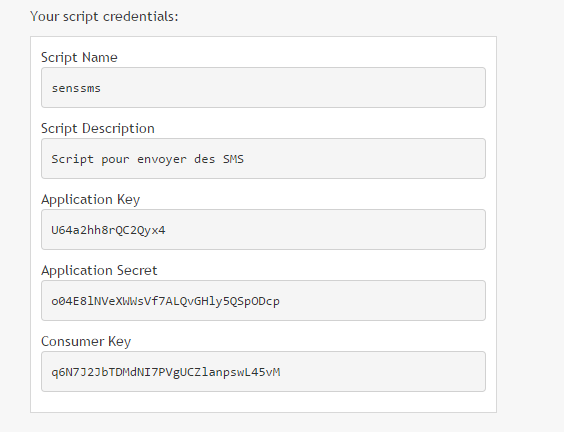 Your script credentials:
Script Name
senssms
Script Description
Script pour envoyer des SMS
Application Key
U64a2hh8rQC2Qyx4
Application Secret
o04E8lNVeXWWsVf7ALQvGHly5QSpODcp
Consumer Key
q6N7J2JbTDMdNI7PVgUCZlanpswL45vM